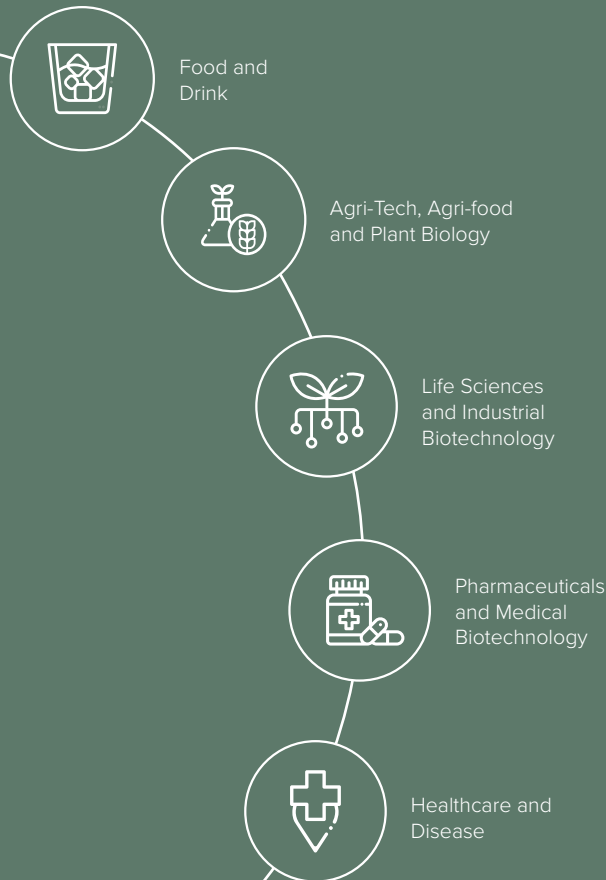 Food and
Drink
Agri-Tech, Agri-food
and Plant Biology
Life Sciences
and Industrial
Biotechnology
Pharmaceuticals
and Medical
Biotechnology
Healthcare and
Disease